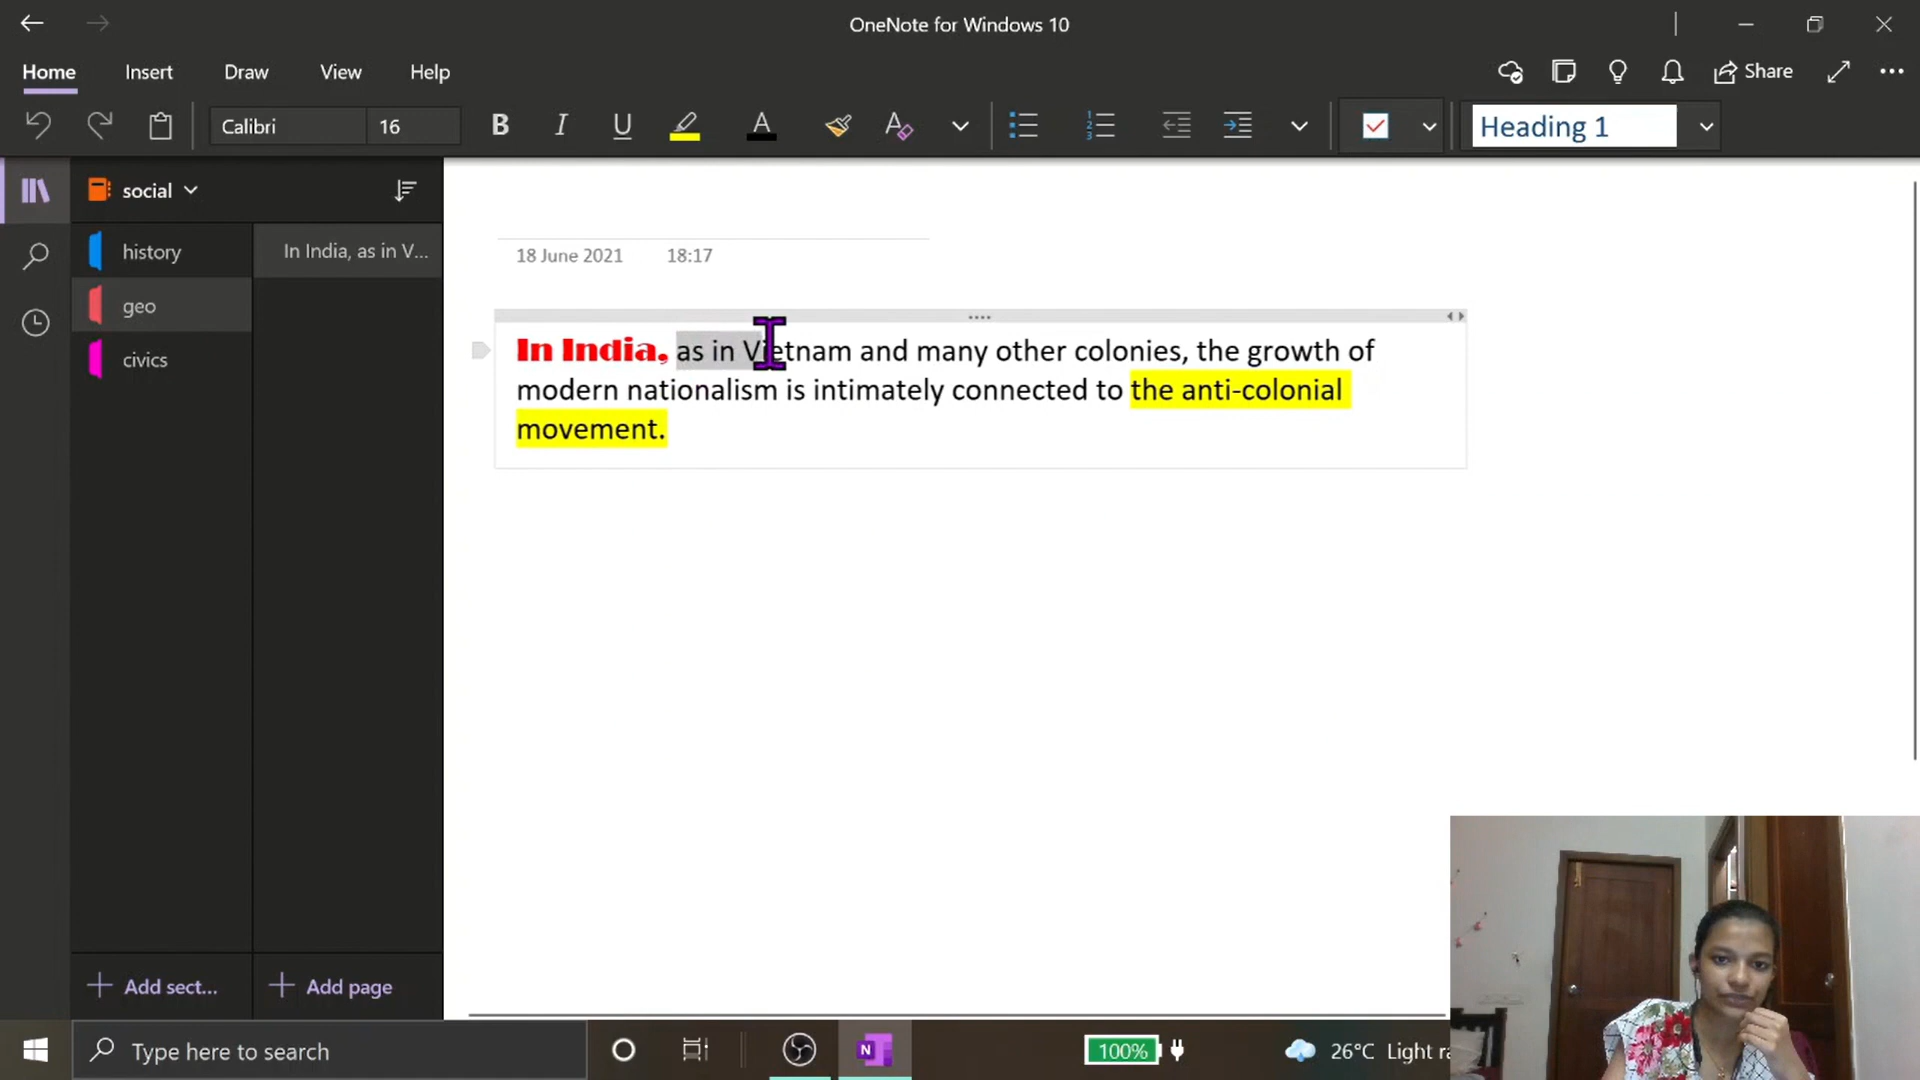 OneNote for Windows 10
Home Insert Draw View Help Share
Calibri 16 B I U A A Heading 1
social
history In India, as in V...
geo
civics
18 June 2021 18:17
In India, as in Vietnam and many other colonies, the growth of
modern nationalism is intimately connected to the anti-colonial
movement.
Add sect... Add page
Type here to search N 100% 26°C Light ra